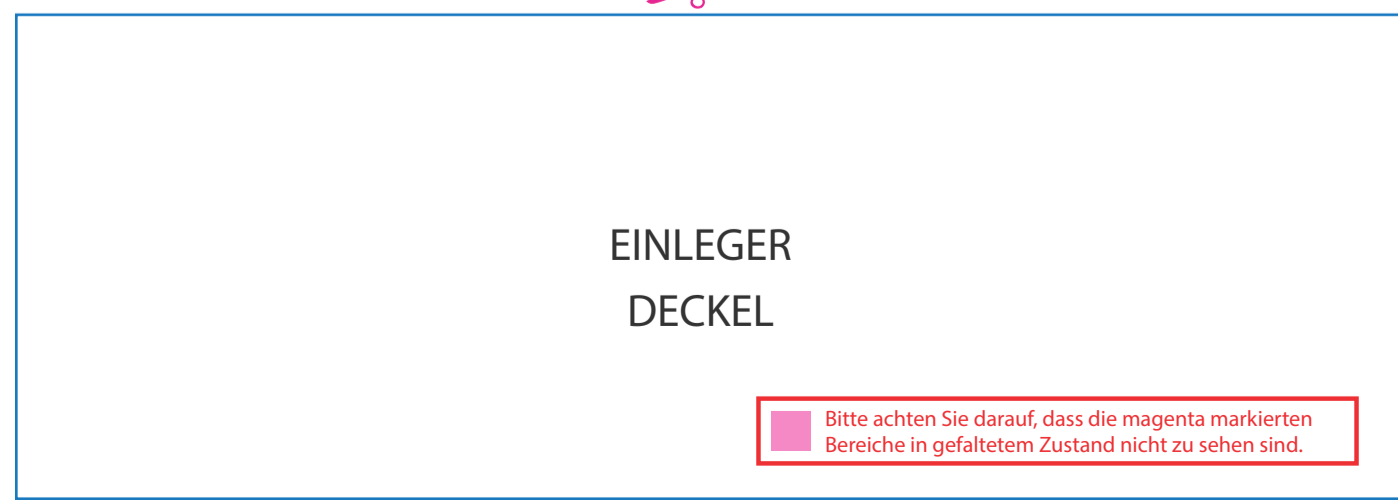 EINLEGER
DECKEL
Bitte achten Sie darauf, dass die magenta markierten
Bereiche in gefaltetem Zustand nicht zu sehen sind.